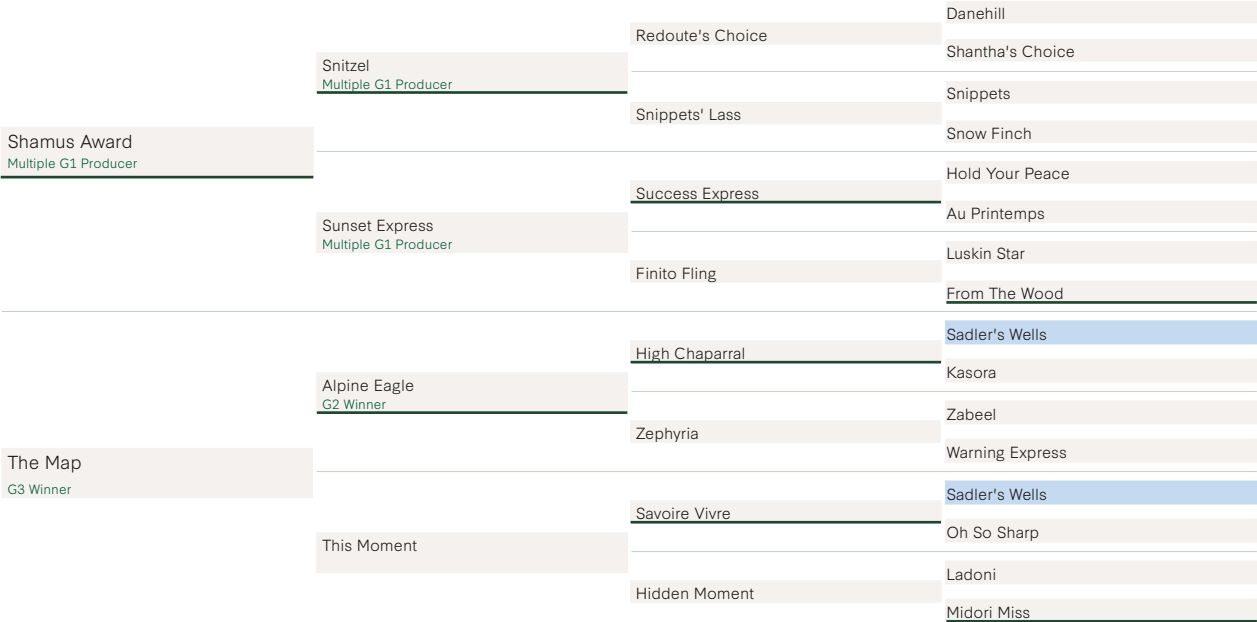 Shamus Award
Multiple G1 Producer
The Map
G3 Winner
Snitzel
Multiple G1 Producer
Sunset Express
Multiple G1 Producer
Alpine Eagle
G2 Winner
This Moment
Redoute's Choice
Snippets' Lass
Success Express
Finito Fling
High Chaparral
Zephyria
Savoire Vivre
Hidden Moment
Danehill
Shantha's Choice
Snippets
Snow Finch
Hold Your Peace
Au Printemps
Luskin Star
From The Wood
Sadler's Wells
Kasora
Zabeel
Warning Express
Sadler's Wells
Oh So Sharp
Ladoni
Midori Miss